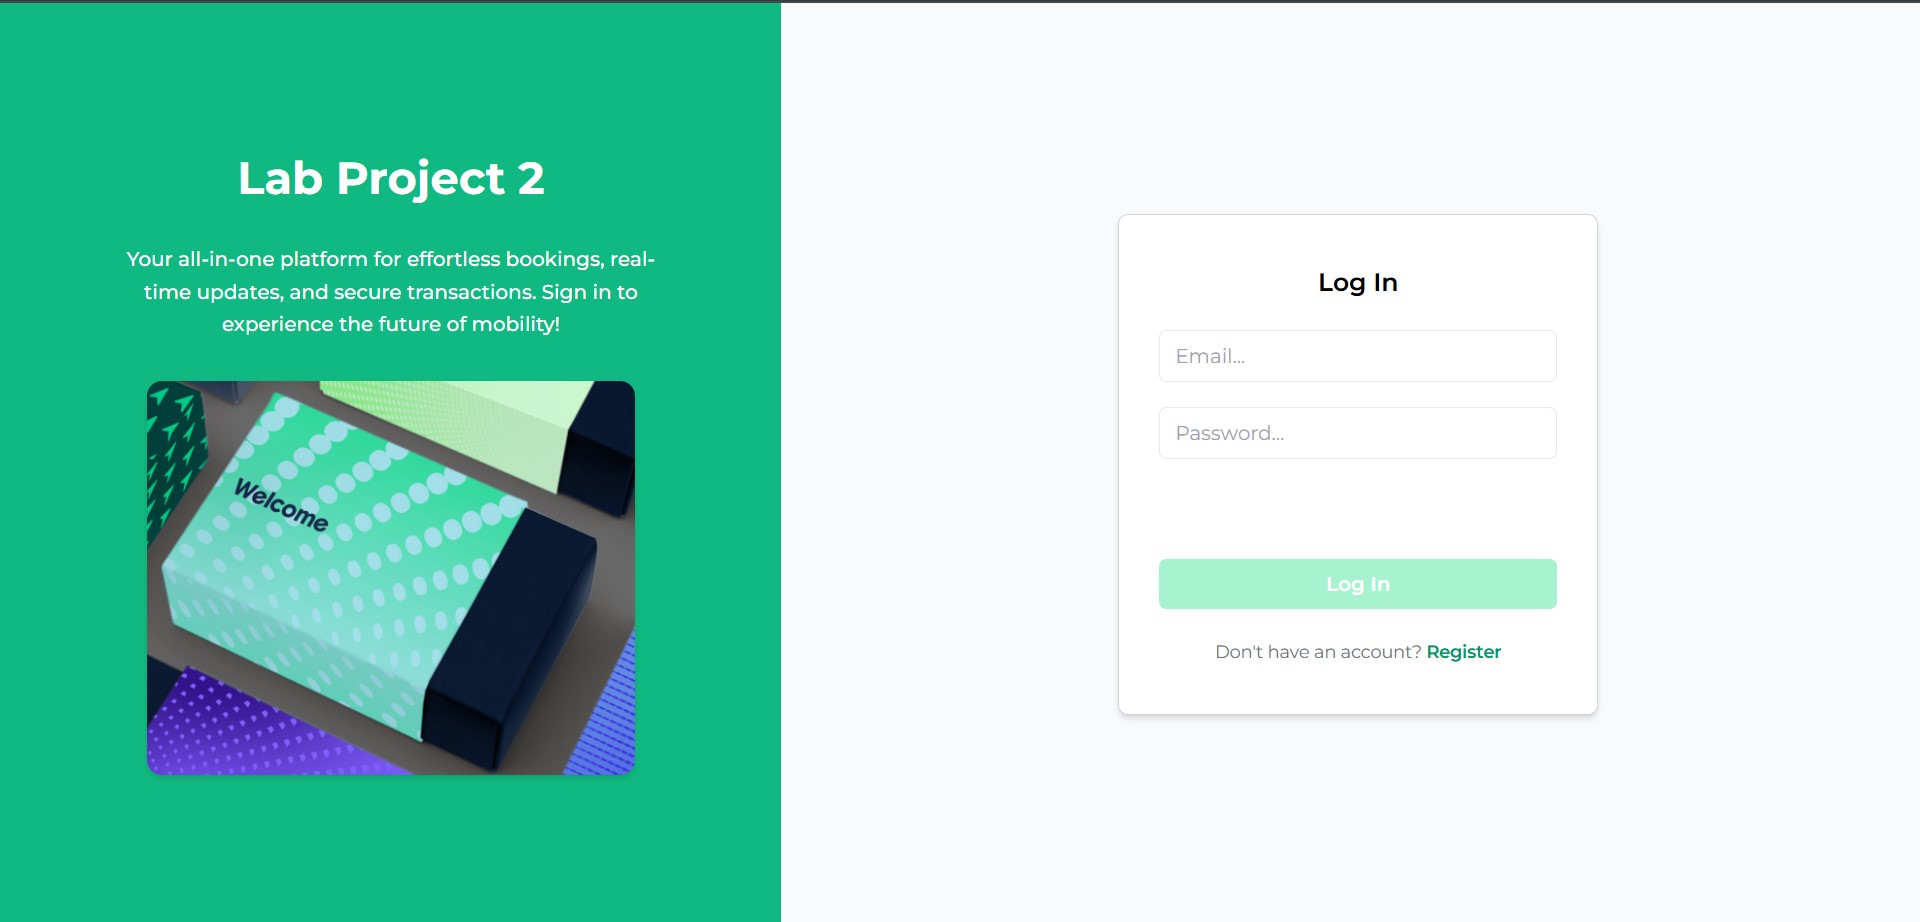 Lab Project 2
Your all-in-one platform for effortless bookings, real-
time updates, and secure transactions. Sign in to
experience the future of mobility!
Welcome
Log In
Email...
Password...
Log In
Don't have an account? Register